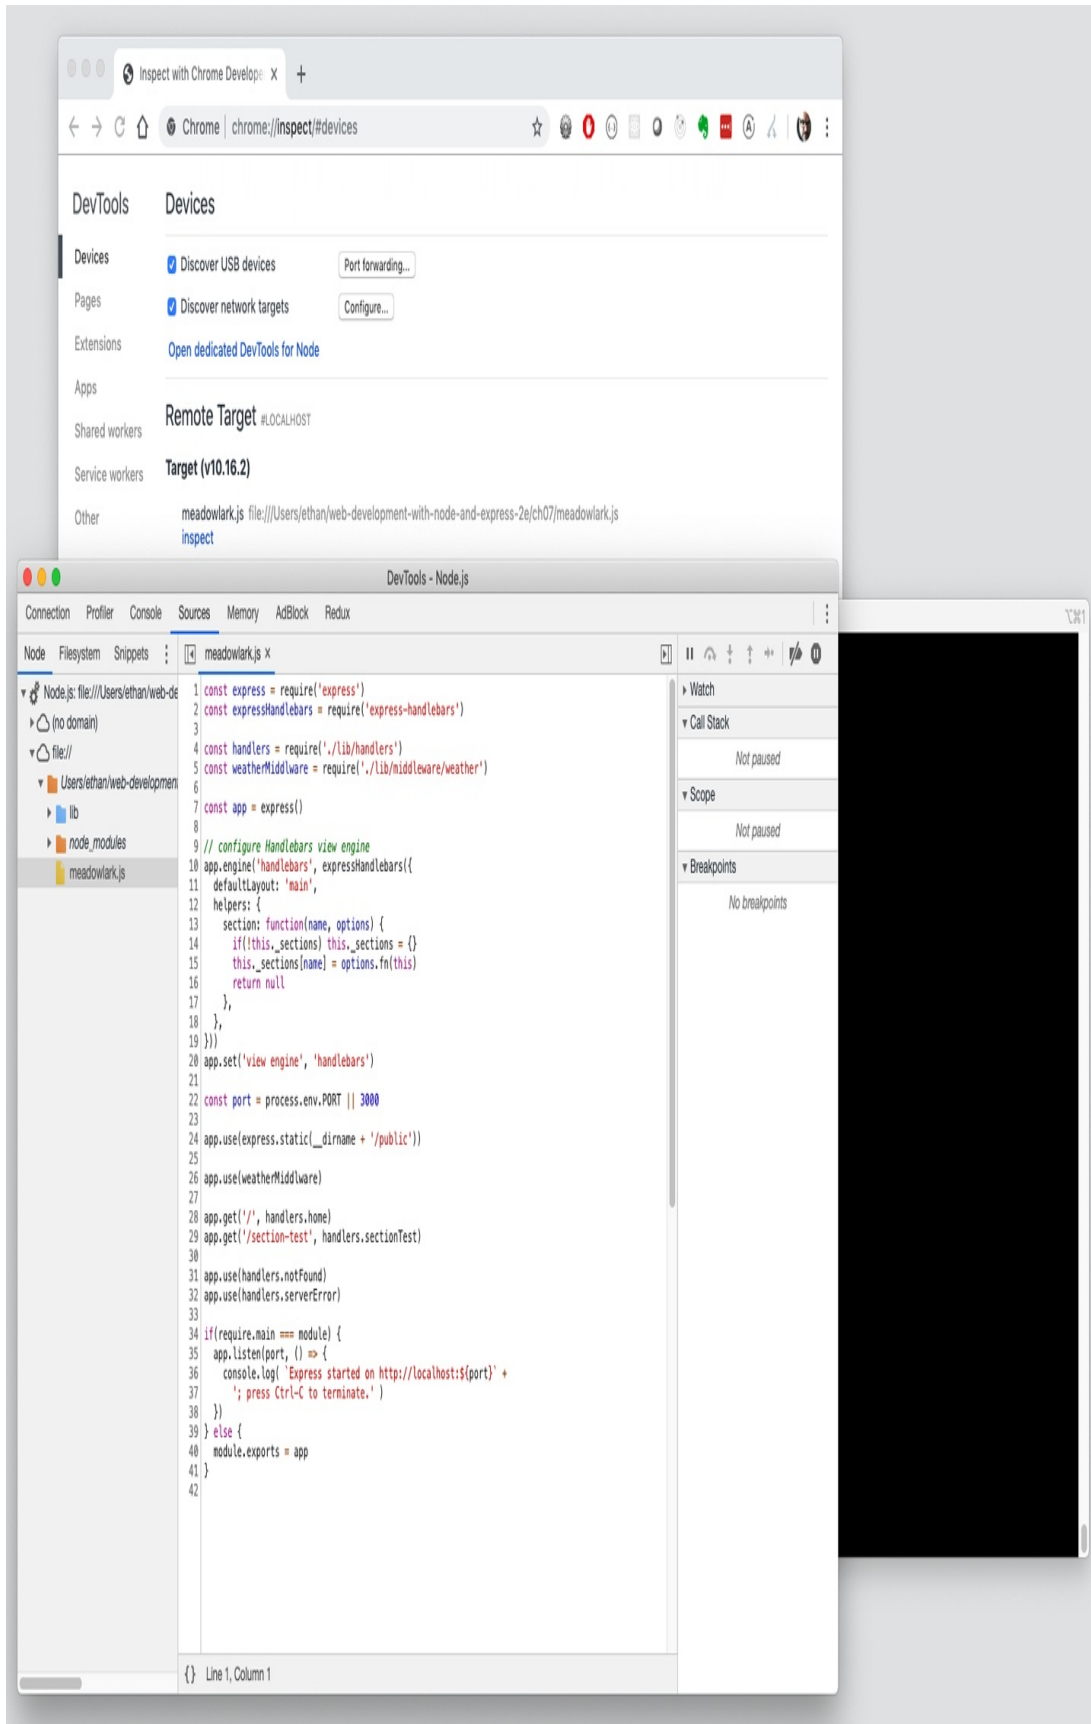 Inspect with Chrome Develope
Chrome | chrome://inspect/#devices
DevTools
Devices
Devices
Pages
Extensions
Apps
Shared workers
Service workers
Other
Discover USB devices
Port forwarding...
Discover network targets
Configure...
Open dedicated DevTools for Node
Remote Target #LOCALHOST
Target (v10.16.2)
meadowlark.js file:///Users/ethan/web-development-with-node-and-express-2e/ch07/meadowlark.js
inspect
DevTools - Node.js
Connection Profiler Console Sources Memory AdBlock Redux
Node Filesystem Snippets
Node.js: file:///Users/ethan/web-de
(no domain)
file://
Users/ethan/web-developmen
lib
node_modules
meadowlark.js
meadowlark.js ×
1 const express = require('express')
2 const expressHandlebars = require('express-handlebars')
3
4 const handlers = require('./lib/handlers')
5 const weatherMiddlware = require('./lib/middleware/weather')
6
7 const app = express()
8
9 // configure Handlebars view engine
10 app.engine('handlebars', expressHandlebars({
11   defaultLayout: 'main',
12   helpers: {
13     section: function(name, options) {
14       if(!this._sections) this._sections = {}
15       this._sections[name] = options.fn(this)
16       return null
17     },
18   },
19 }))
20 app.set('view engine', 'handlebars')
21
22 const port = process.env.PORT || 3000
23
24 app.use(express.static(__dirname + '/public'))
25
26 app.use(weatherMiddlware)
27
28 app.get('/', handlers.home)
29 app.get('/section-test', handlers.sectionTest)
30
31 app.use(handlers.notFound)
32 app.use(handlers.serverError)
33
34 if(require.main === module) {
35   app.listen(port, () => {
36     console.log( `Express started on http://localhost:${port}` +
37       '; press Ctrl-C to terminate.' )
38   })
39 } else {
40   module.exports = app
41 }
42
{} Line 1, Column 1
Watch
Call Stack
Not paused
Scope
Not paused
Breakpoints
No breakpoints
⌥⌘1